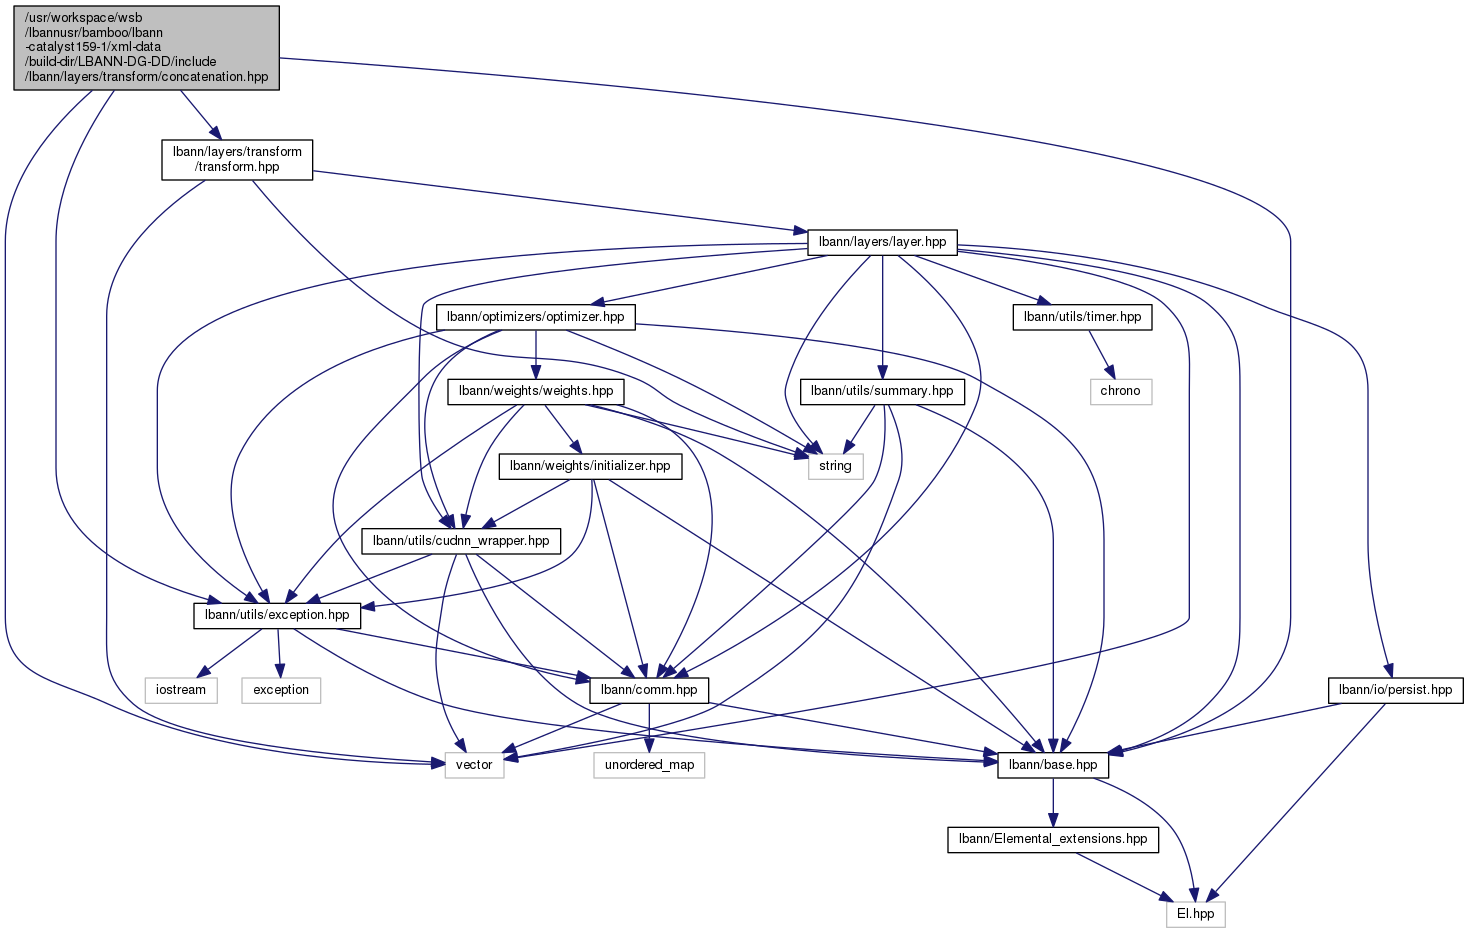 /usr/workspace/wsb
/lbannusr/bamboo/lbann
-catalyst159-1/xml-data
/build-dir/LBANN-DG-DD/include
/lbann/layers/transform/concatenation.hpp
lbann/layers/transform
/transform.hpp
lbann/layers/layer.hpp
lbann/optimizers/optimizer.hpp
lbann/utils/timer.hpp
lbann/weights/weights.hpp
lbann/utils/summary.hpp
chrono
lbann/weights/initializer.hpp
string
lbann/utils/cudnn_wrapper.hpp
lbann/utils/exception.hpp
iostream
exception
lbann/comm.hpp
lbann/io/persist.hpp
vector
unordered_map
lbann/base.hpp
lbann/Elemental_extensions.hpp
El.hpp